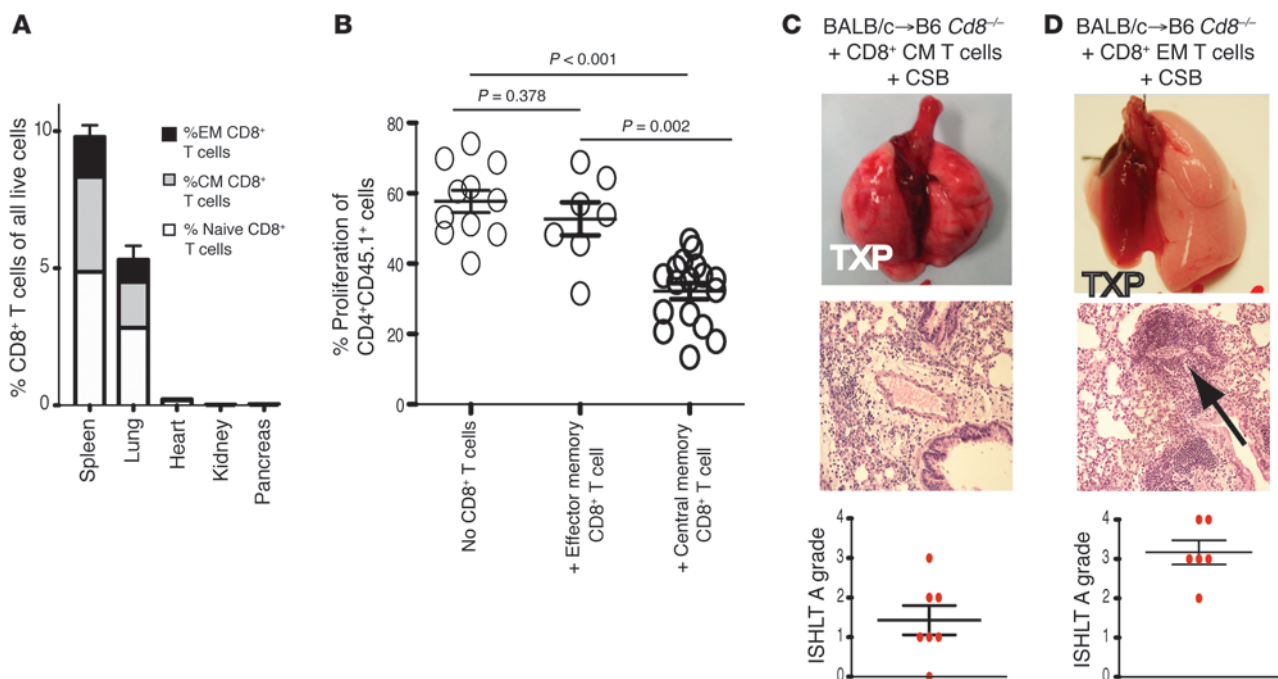 A
% CD8⁺ T cells of all live cells
10
5
0
%EM CD8⁺
T cells
%CM CD8⁺
T cells
% Naive CD8⁺
T cells
Spleen
Lung
Heart
Kidney
Pancreas
B
P < 0.001
P = 0.378
P = 0.002
% Proliferation of
CD4⁺CD45.1⁺ cells
80
60
40
20
0
No CD8⁺ T cells
+ Effector memory
CD8⁺ T cell
+ Central memory
CD8⁺ T cell
C
BALB/c→B6 Cd8⁻/⁻
+ CD8⁺ CM T cells
+ CSB
TXP
ISHLT A grade
4
3
2
1
0
D
BALB/c→B6 Cd8⁻/⁻
+ CD8⁺ EM T cells
+ CSB
TXP
ISHLT A grade
4
3
2
1
0